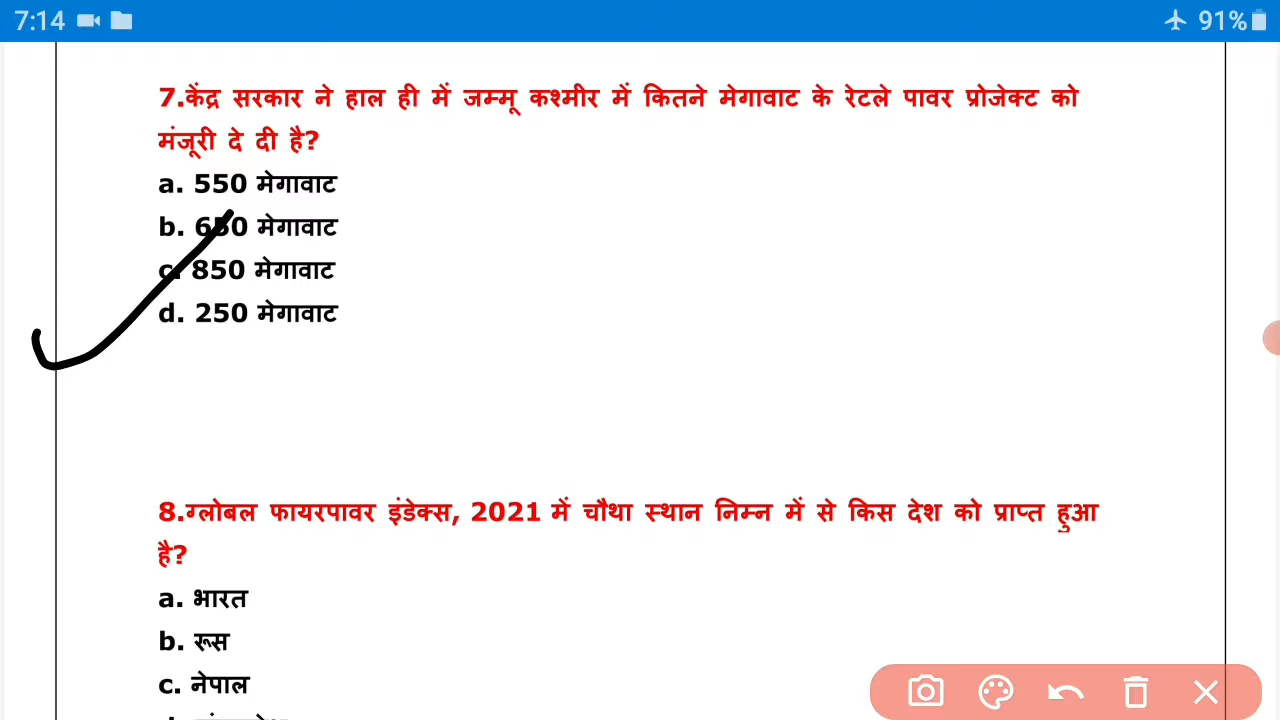 7:14
91%
7.केंद्र सरकार ने हाल ही में जम्मू कश्मीर में कितने मेगावाट के रेटले पावर प्रोजेक्ट को
मंजूरी दे दी है?
a. 550 मेगावाट
b. 650 मेगावाट
c. 850 मेगावाट
d. 250 मेगावाट
8.ग्लोबल फायरपावर इंडेक्स, 2021 में चौथा स्थान निम्न में से किस देश को प्राप्त हुआ
है?
a. भारत
b. रूस
c. नेपाल